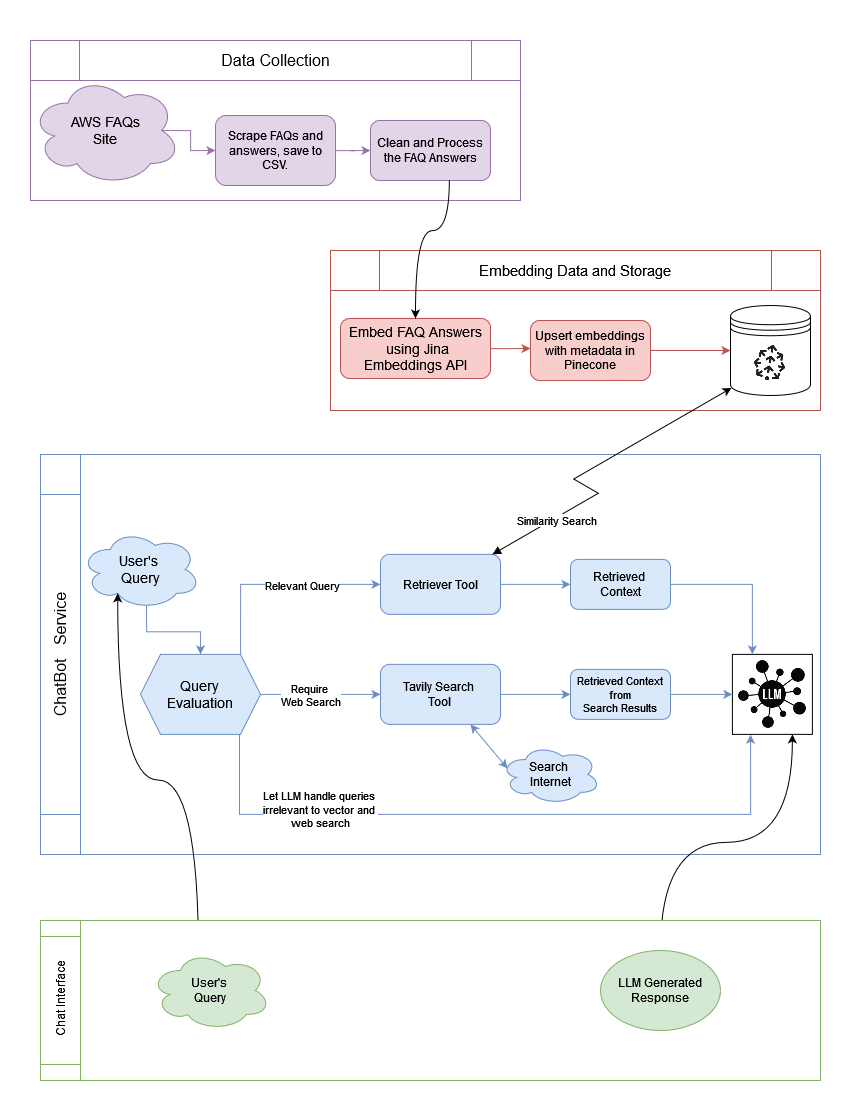 Data Collection
AWS FAQs
Site
Scrape FAQs and
answers, save to
CSV.
Clean and Process
the FAQ Answers
Embedding Data and Storage
Embed FAQ Answers
using Jina
Embeddings API
Upsert embeddings
with metadata in
Pinecone
ChatBot Service
Similarity Search
User's
Query
Relevant Query
Retriever Tool
Retrieved
Context
Query
Evaluation
Require
Web Search
Tavily Search
Tool
Retrieved Context
from
Search Results
LLM
Search
Internet
Let LLM handle queries
irrelevant to vector and
web search
Chat Interface
User's
Query
LLM Generated
Response